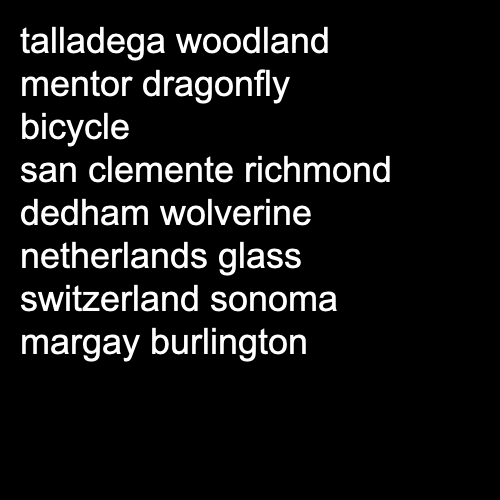 talladega woodland
mentor dragonfly
bicycle
san clemente richmond
dedham wolverine
netherlands glass
switzerland sonoma
margay burlington